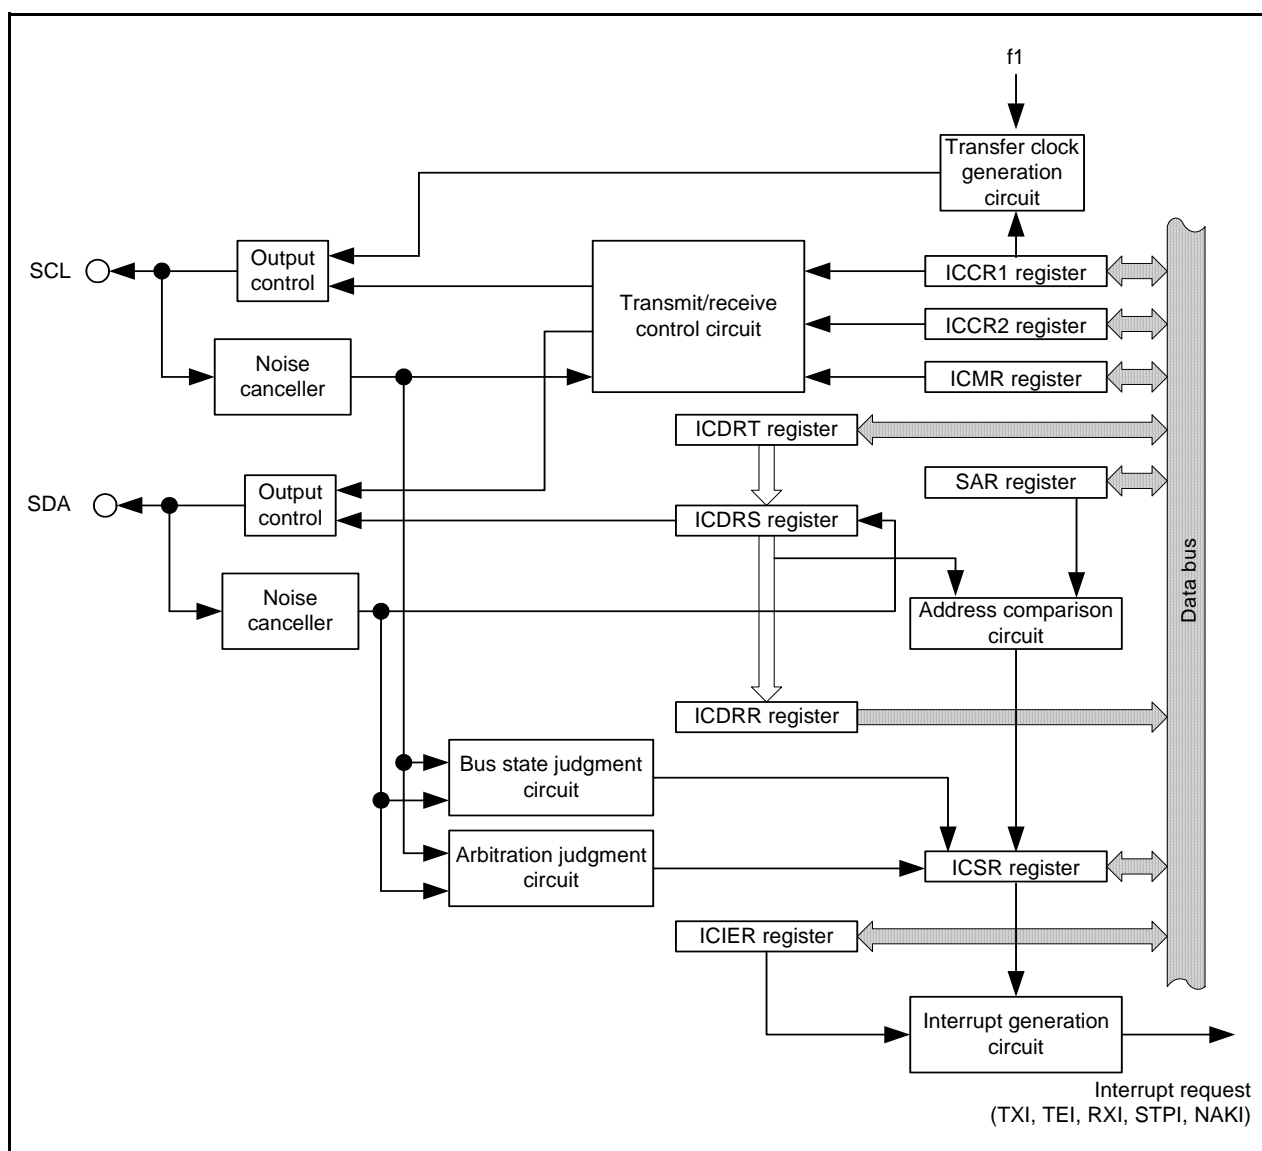 f1
Transfer clock
generation
circuit
SCL
Output
control
Transmit/receive
control circuit
ICCR1 register
ICCR2 register
Noise
canceller
ICMR register
ICDRT register
SAR register
SDA
Output
control
ICDRS register
Data bus
Noise
canceller
Address comparison
circuit
ICDRR register
Bus state judgment
circuit
Arbitration judgment
circuit
ICSR register
ICIER register
Interrupt generation
circuit
Interrupt request
(TXI, TEI, RXI, STPI, NAKI)